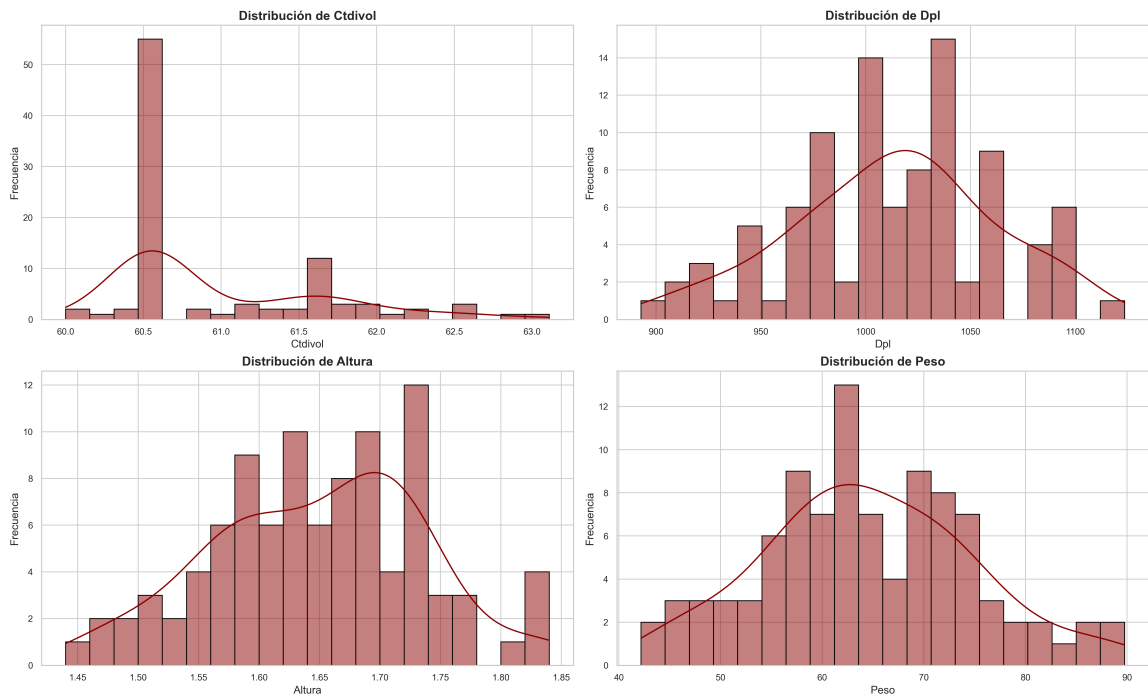 Distribución de Ctdivol
Frecuencia
50
40
30
20
10
0
60.0 60.5 61.0 61.5 62.0 62.5 63.0
Ctdivol
Distribución de Dpl
Frecuencia
14
12
10
8
6
4
2
0
900 950 1000 1050 1100
Dpl
Distribución de Altura
Frecuencia
12
10
8
6
4
2
0
1.45 1.50 1.55 1.60 1.65 1.70 1.75 1.80 1.85
Altura
Distribución de Peso
Frecuencia
12
10
8
6
4
2
0
40 50 60 70 80 90
Peso